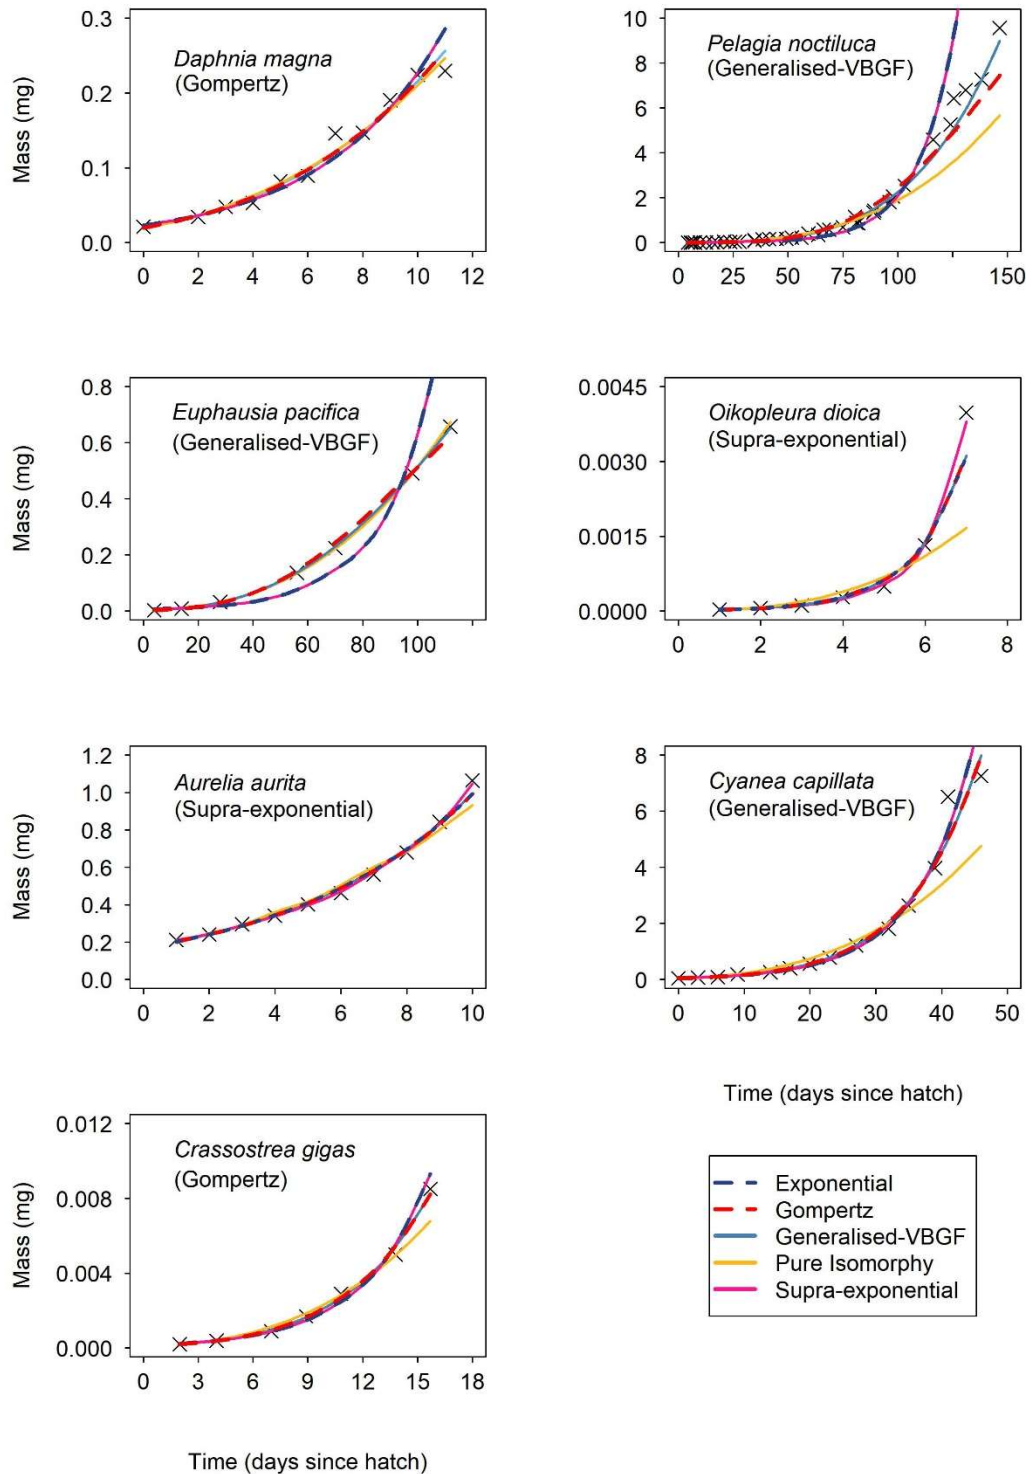 Daphnia magna
(Gompertz)
Mass (mg)
0.3
0.2
0.1
0.0
0 2 4 6 8 10 12
Pelagia noctiluca
(Generalised-VBGF)
10
8
6
4
2
0
0 25 50 75 100 125 150
Euphausia pacifica
(Generalised-VBGF)
Mass (mg)
0.8
0.6
0.4
0.2
0.0
0 20 40 60 80 100
Oikopleura dioica
(Supra-exponential)
0.0045
0.0030
0.0015
0.0000
0 2 4 6 8
Aurelia aurita
(Supra-exponential)
Mass (mg)
1.2
1.0
0.8
0.6
0.4
0.2
0.0
0 2 4 6 8 10
Cyanea capillata
(Generalised-VBGF)
8
6
4
2
0
0 10 20 30 40 50
Time (days since hatch)
Crassostrea gigas
(Gompertz)
Mass (mg)
0.012
0.008
0.004
0.000
0 3 6 9 12 15 18
Time (days since hatch)
Exponential
Gompertz
Generalised-VBGF
Pure Isomorphy
Supra-exponential